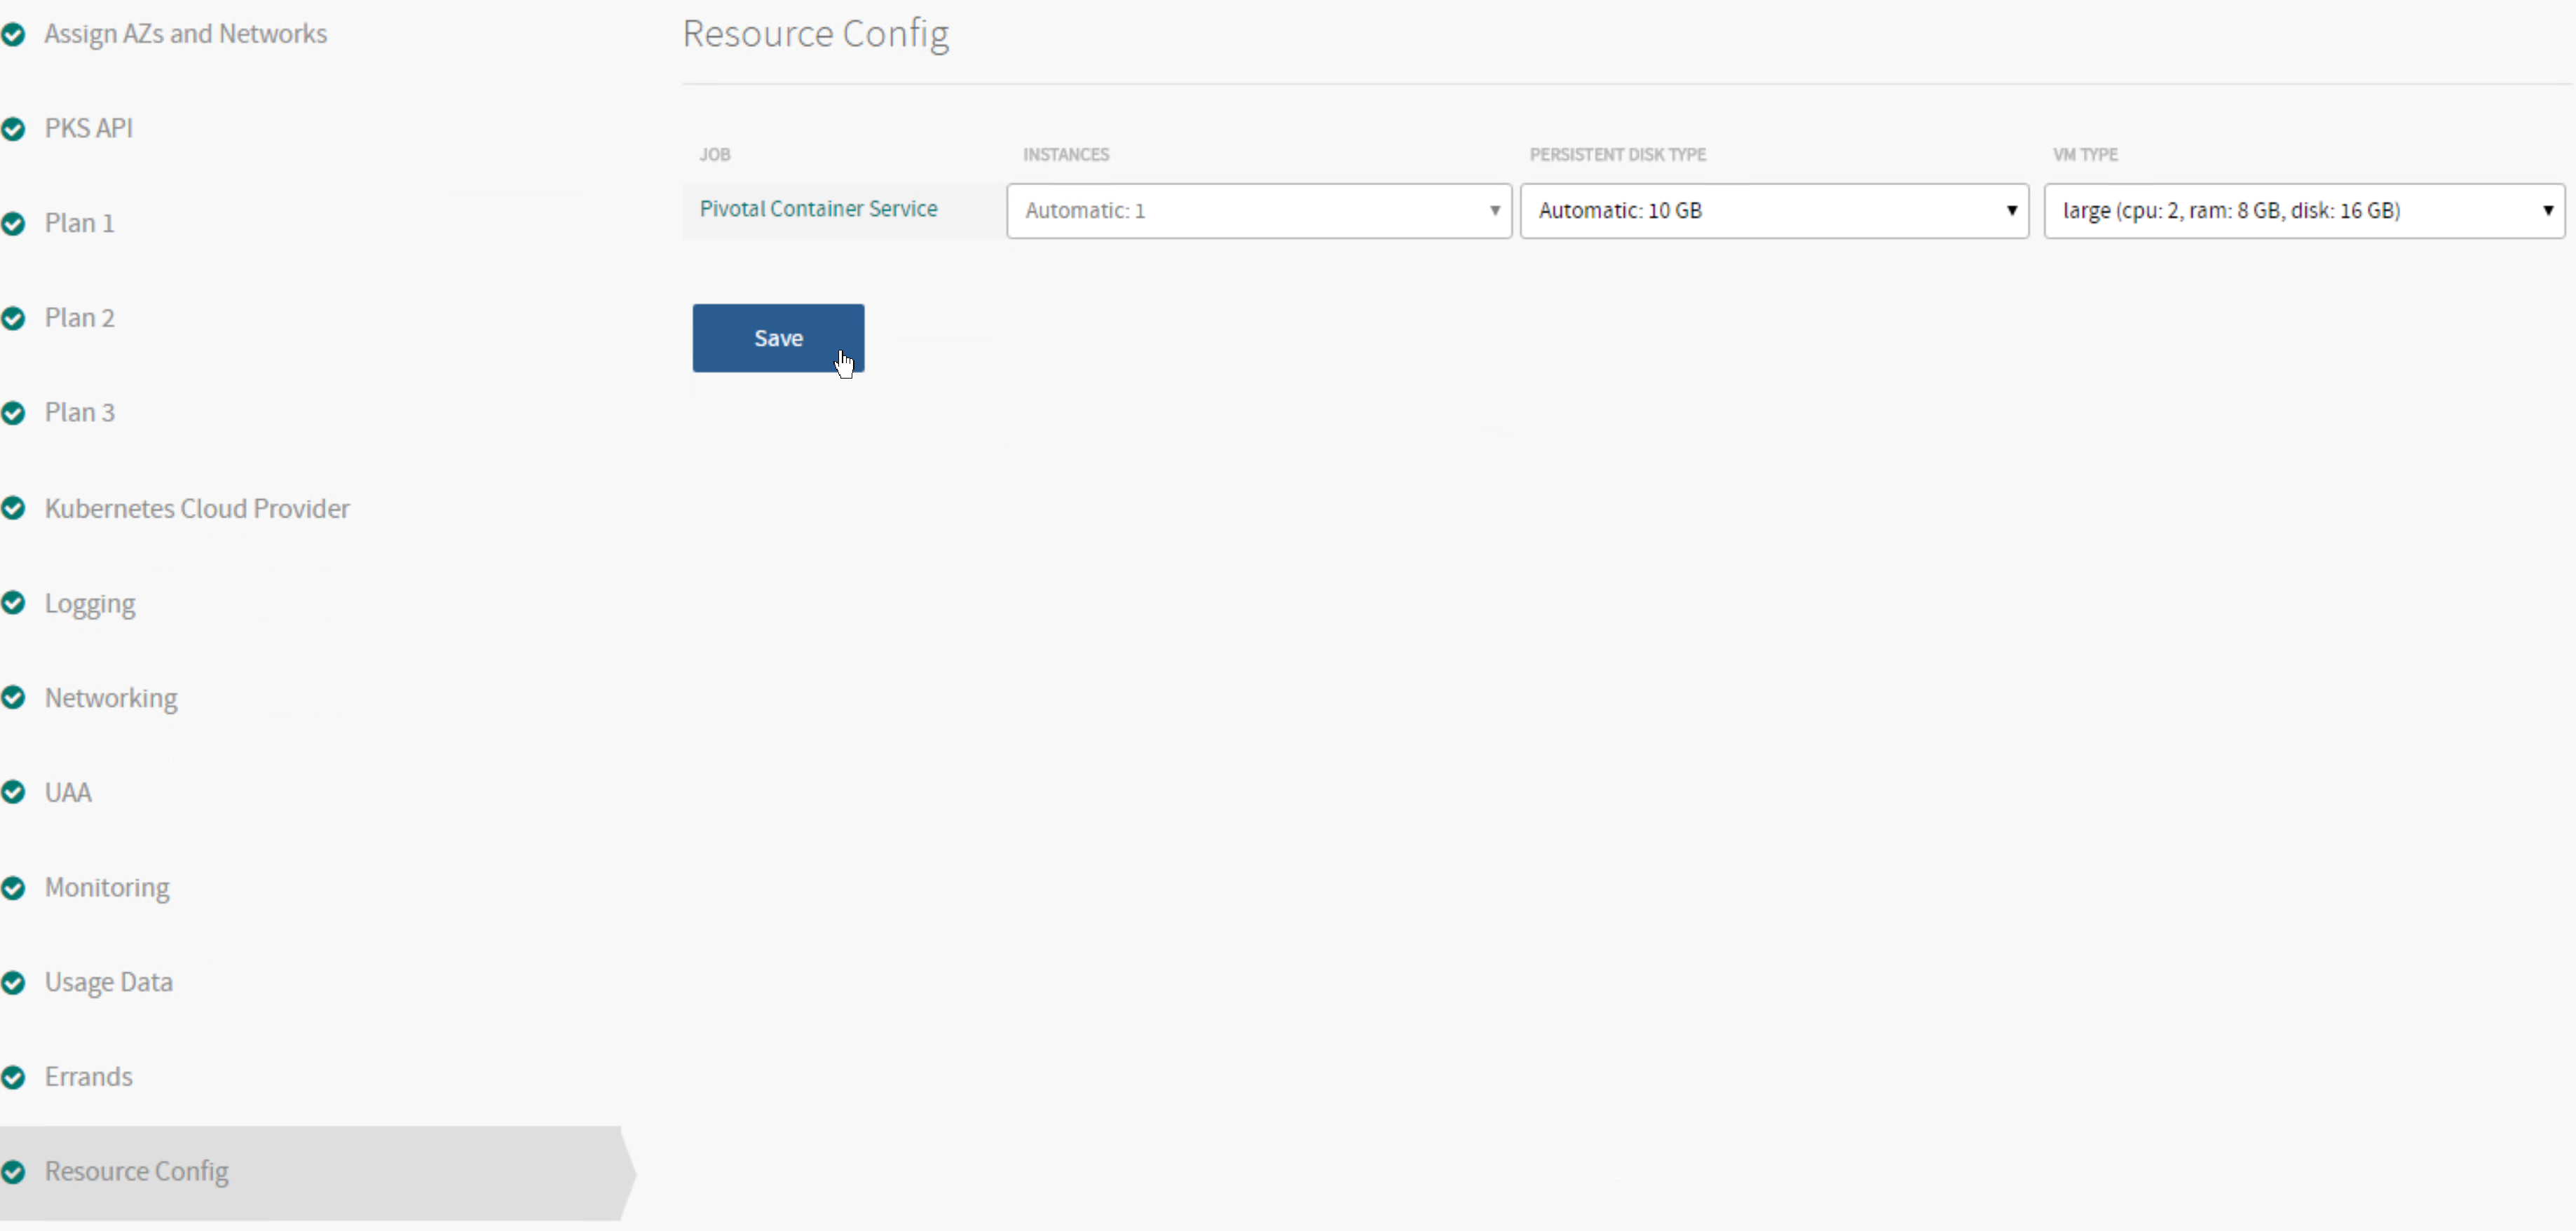 Assign AZs and Networks
PKS API
Plan 1
Plan 2
Plan 3
Kubernetes Cloud Provider
Logging
Networking
UAA
Monitoring
Usage Data
Errands
Resource Config
Resource Config
JOB INSTANCES PERSISTENT DISK TYPE VM TYPE
Pivotal Container Service Automatic: 1 Automatic: 10 GB large (cpu: 2, ram: 8 GB, disk: 16 GB)
Save